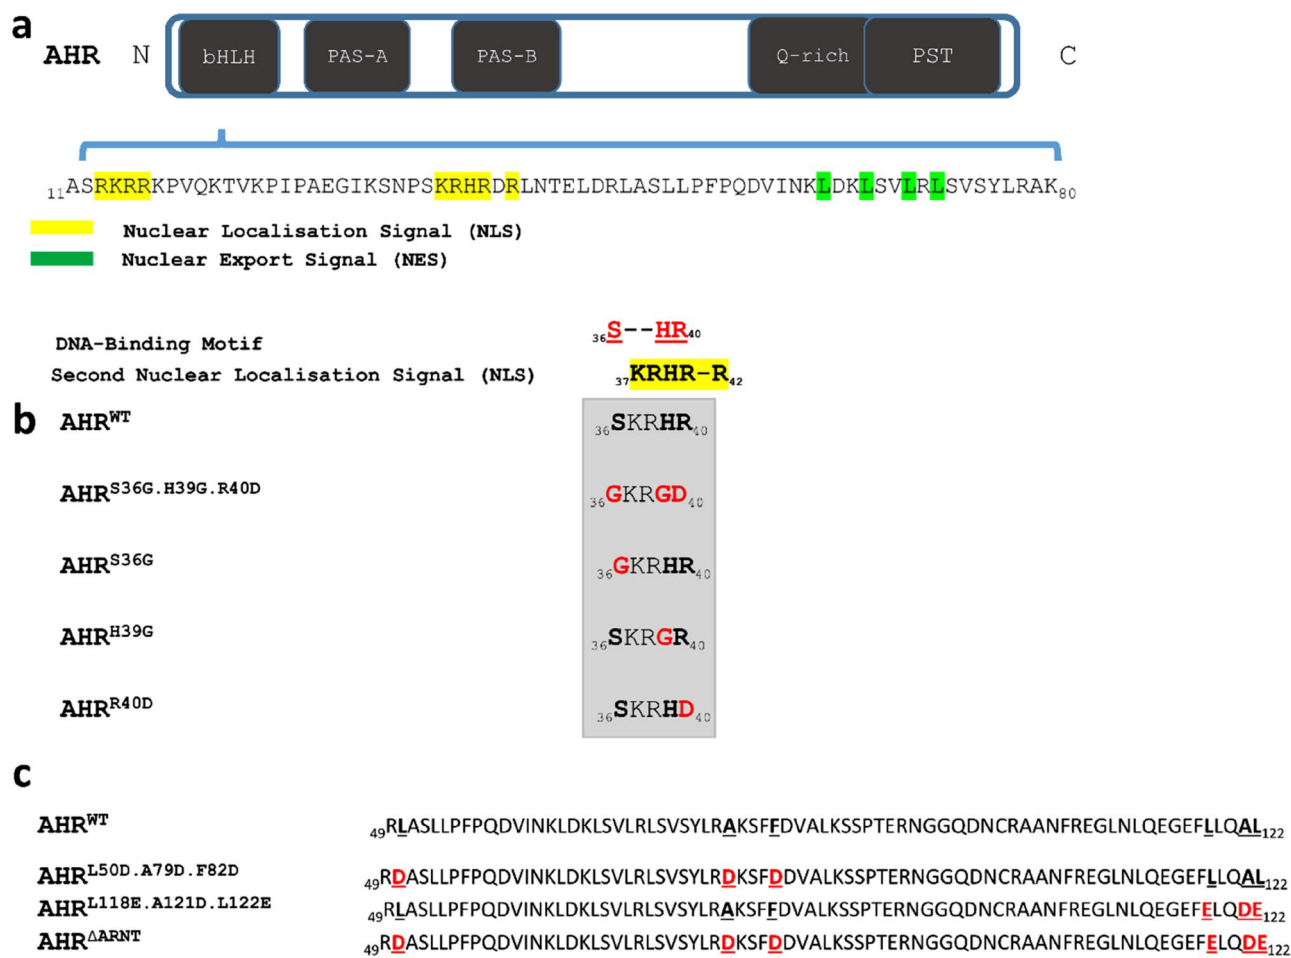 a
AHR N bHLH PAS-A PAS-B Q-rich PST C
11ASRKRRKPVQKTVKPIPAEGIKSNPSKRHRDRLNTELDRLASLLPFPQDVINKLDKLSVLRLSVSYLRAK80
Nuclear Localisation Signal (NLS)
Nuclear Export Signal (NES)
DNA-Binding Motif 36S--HR40
Second Nuclear Localisation Signal (NLS) 37KRHR-R42
b AHRWT 36SKRHR40
AHRS36G.H39G.R40D 36GKRGD40
AHRS36G 36GKRHR40
AHRH39G 36SKRGR40
AHRR40D 36SKRHD40
c
AHRWT 49RLASLLPFPQDVINKLDKLSVLRLSVSYLRAKSFFDVALKSSPTERNGGQDNCRAANFREGLNLQEGEFLLQAL122
AHRL50D.A79D.F82D 49RDASLLPFPQDVINKLDKLSVLRLSVSYLRDKSFDDVALKSSPTERNGGQDNCRAANFREGLNLQEGEFLLQAL122
AHRL118E.A121D.L122E 49RLASLLPFPQDVINKLDKLSVLRLSVSYLRAKSFFDVALKSSPTERNGGQDNCRAANFREGLNLQEGEFELQDE122
AHRΔARNT 49RDASLLPFPQDVINKLDKLSVLRLSVSYLRDKSFDDVALKSSPTERNGGQDNCRAANFREGLNLQEGEFELQDE122